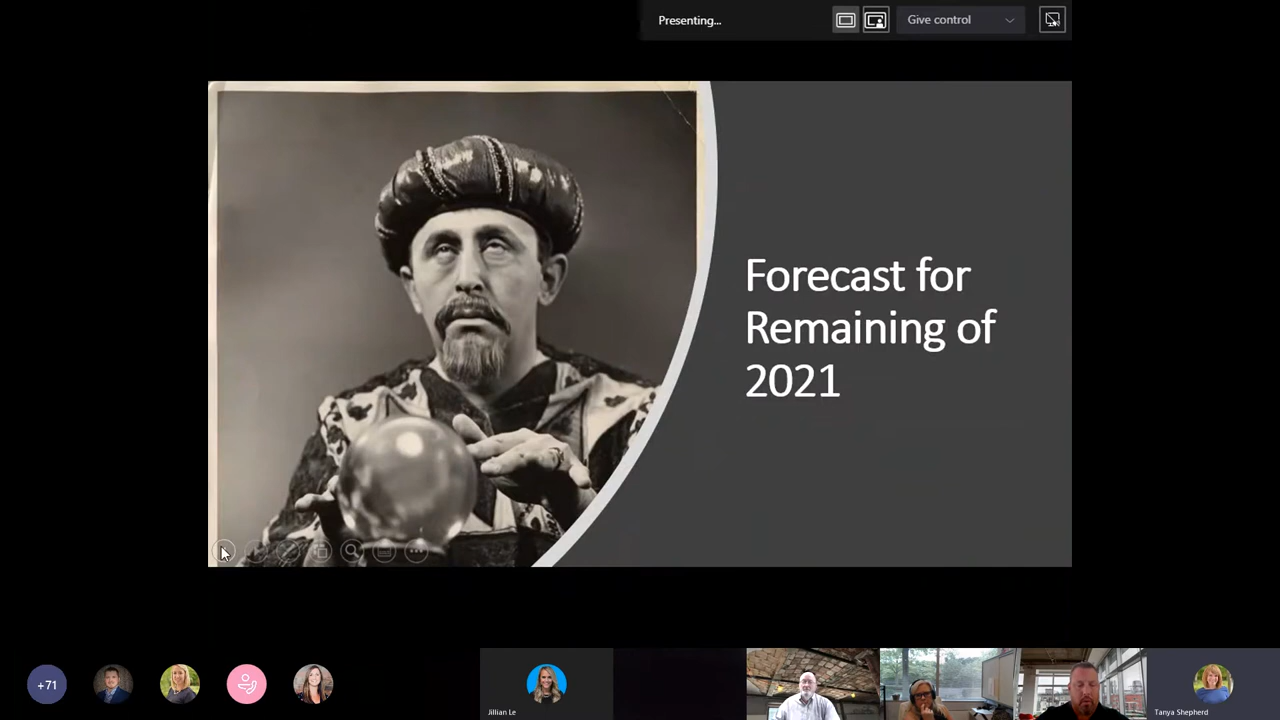 Presenting...
Give control
Forecast for
Remaining of
2021
+71
Jillian Le
Tanya Shepherd